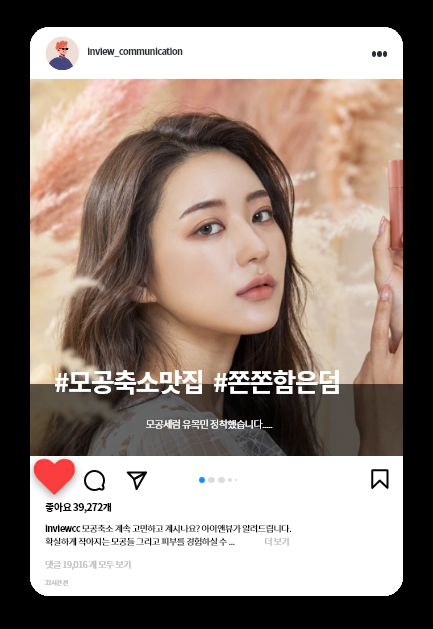 inview_communication
#모공축소맛집 #쫀쫀함은덤
모공세럼 유목민 정착했습니다.....
좋아요 39,272개
inviewcc 모공축소 계속 고민하고 계시나요? 아이앤뷰가 알려드립니다.
확실하게 작아지는 모공들 그리고 피부를 경험하실 수 ... 더 보기
댓글 19,016개 모두 보기
21시간 전